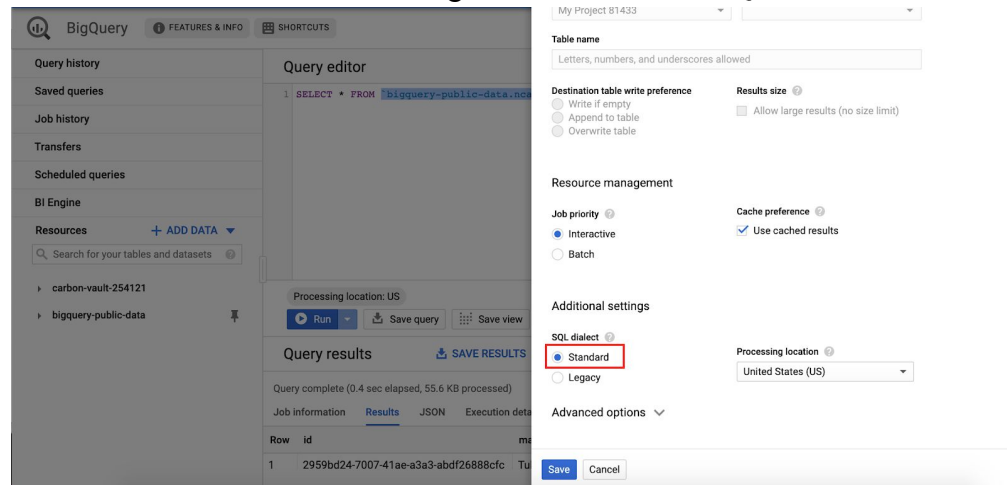 BigQuery FEATURES & INFO SHORTCUTS
Query history
Saved queries
Job history
Transfers
Scheduled queries
BI Engine
Resources + ADD DATA
Search for your tables and datasets
carbon-vault-254121
bigquery-public-data
Query editor
1 SELECT * FROM `bigquery-public-data.nca
Processing location: US
Run Save query Save view
Query results SAVE RESULTS
Query complete (0.4 sec elapsed, 55.6 KB processed)
Job information Results JSON Execution deta
Row id ma
1 2959bd24-7007-41ae-a3a3-abdf26888cfc Tu
My Project 81433
Table name
Letters, numbers, and underscores allowed
Destination table write preference
Write if empty
Append to table
Overwrite table
Results size
Allow large results (no size limit)
Resource management
Job priority
Interactive
Batch
Cache preference
Use cached results
Additional settings
SQL dialect
Standard
Legacy
Processing location
United States (US)
Advanced options
Save Cancel